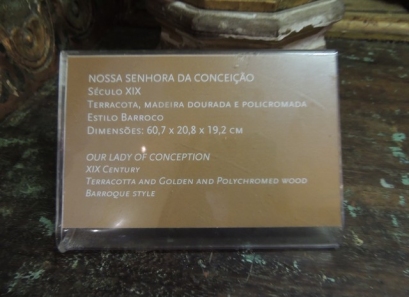 NOSSA SENHORA DA CONCEIÇÃO
SÉCULO XIX
TERRACOTA, MADEIRA DOURADA E POLICROMADA
ESTILO BARROCO
DIMENSÕES: 60,7 X 20,8 X 19,2 CM
OUR LADY OF CONCEPTION
XIX CENTURY
TERRACOTTA AND GOLDEN AND POLYCHROMED WOOD
BARROQUE STYLE